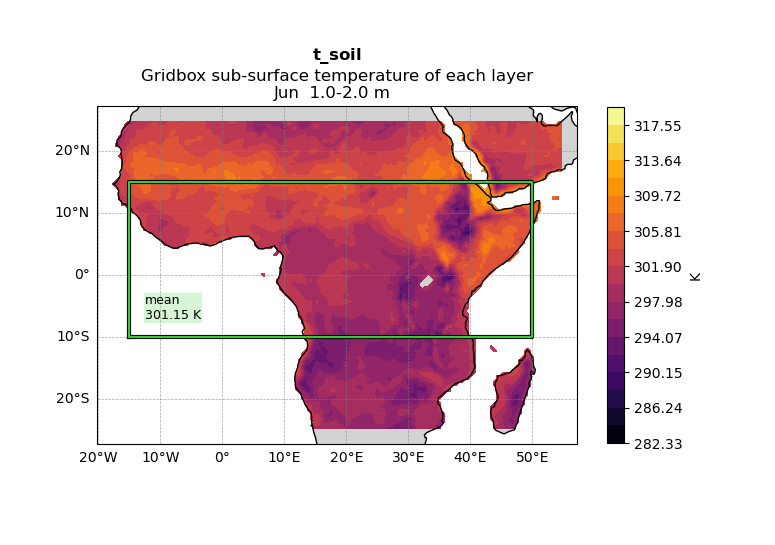 t_soil
Gridbox sub-surface temperature of each layer
Jun  1.0-2.0 m
20°N
10°N
0°
10°S
20°S
mean
301.15 K
20°W
10°W
0°
10°E
20°E
30°E
40°E
50°E
317.55
313.64
309.72
305.81
301.90
297.98
294.07
290.15
286.24
282.33
K